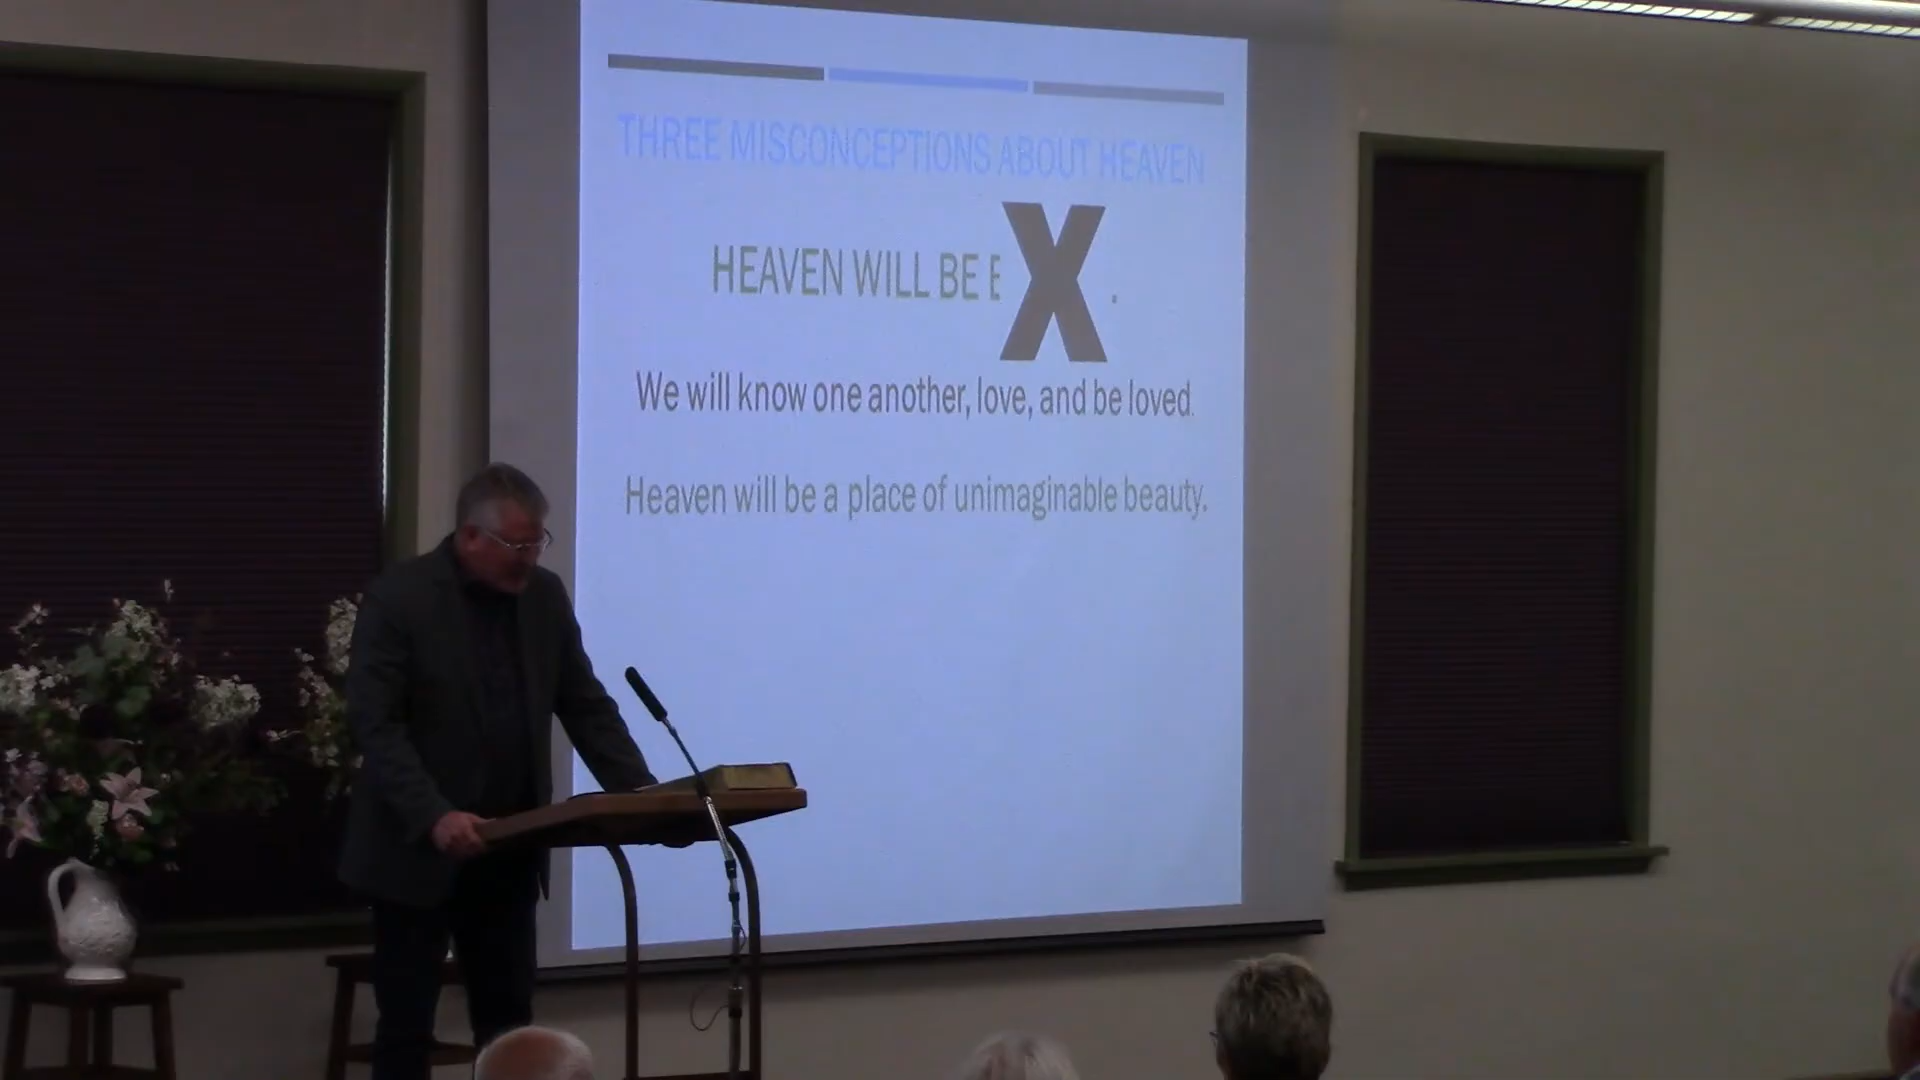 THREE MISCONCEPTIONS ABOUT HEAVEN
HEAVEN WILL BE X.
We will know one another, love, and be loved.
Heaven will be a place of unimaginable beauty.